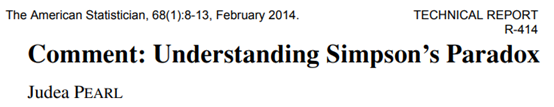 The American Statistician, 68(1):8-13, February 2014. TECHNICAL REPORT
R-414
Comment: Understanding Simpson's Paradox
Judea PEARL